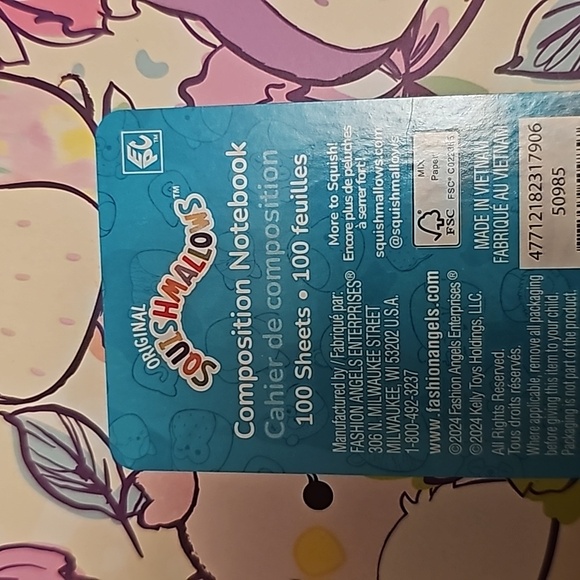 ORIGINAL
SQUISHMALLOWS™
Composition Notebook
Cahier de composition
100 Sheets • 100 feuilles
Manufactured by / Fabriqué par:
FASHION ANGELS ENTERPRISES®
306 N. MILWAUKEE STREET
MILWAUKEE, WI 53202 U.S.A.
1-800-492-3237
www.fashionangels.com
©2024 Fashion Angels Enterprises®
©2024 Kelly Toys Holdings, LLC.
All Rights Reserved.
Tous droits réservés.
Where applicable, remove all packaging
before giving this item to your child.
Packaging is not part of the product.
More to Squish!
Encore plus de peluches
à serrer fort!
squishmallows.com
@squishmallows
FSC
MIX
Paper
MADE IN VIETNAM
FABRIQUÉ AU VIETNAM
477121182317906
50985